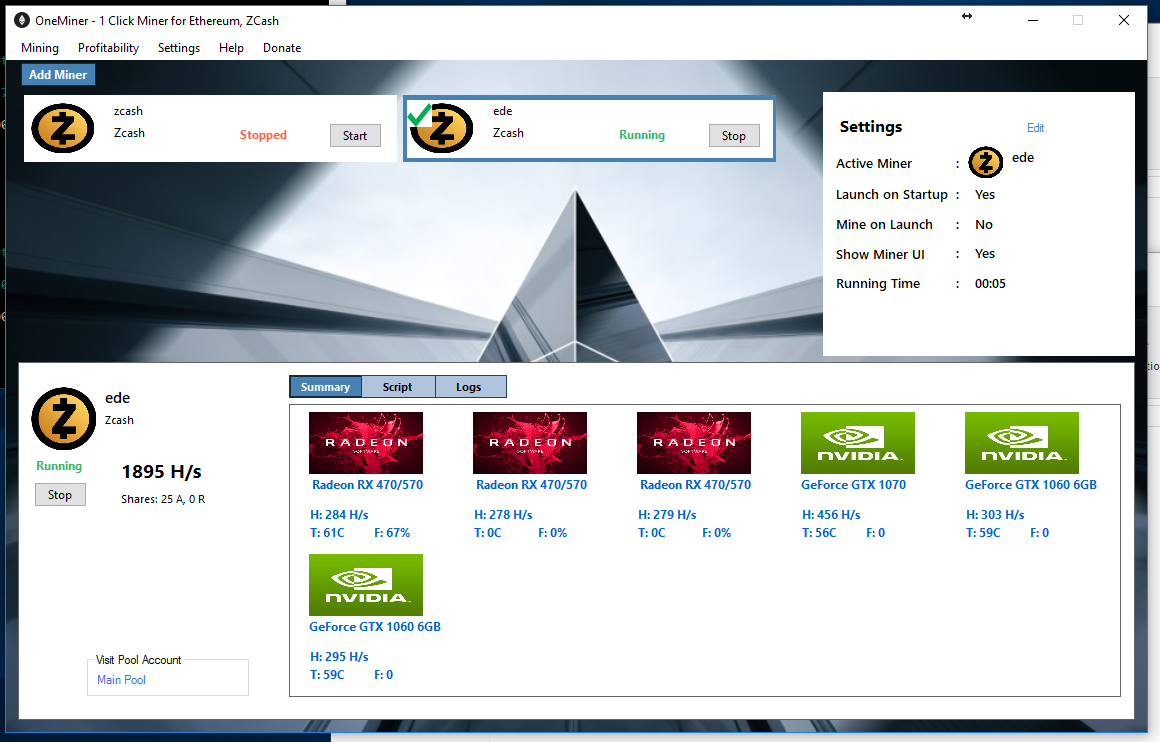 OneMiner - 1 Click Miner for Ethereum, ZCash
Mining Profitability Settings Help Donate
Add Miner
zcash
Zcash Stopped Start
ede
Zcash Running Stop
Settings Edit
Active Miner : ede
Launch on Startup : Yes
Mine on Launch : No
Show Miner UI : Yes
Running Time : 00:05
ede
Zcash
Running
1895 H/s
Stop
Shares: 25 A, 0 R
Visit Pool Account
Main Pool
Summary Script Logs
RADEON RADEON RADEON NVIDIA. NVIDIA.
SOFTWARE SOFTWARE SOFTWARE
Radeon RX 470/570 Radeon RX 470/570 Radeon RX 470/570 GeForce GTX 1070 GeForce GTX 1060 6GB
H: 284 H/s H: 278 H/s H: 279 H/s H: 456 H/s H: 303 H/s
T: 61C F: 67% T: 0C F: 0% T: 0C F: 0% T: 56C F: 0 T: 59C F: 0
NVIDIA.
GeForce GTX 1060 6GB
H: 295 H/s
T: 59C F: 0